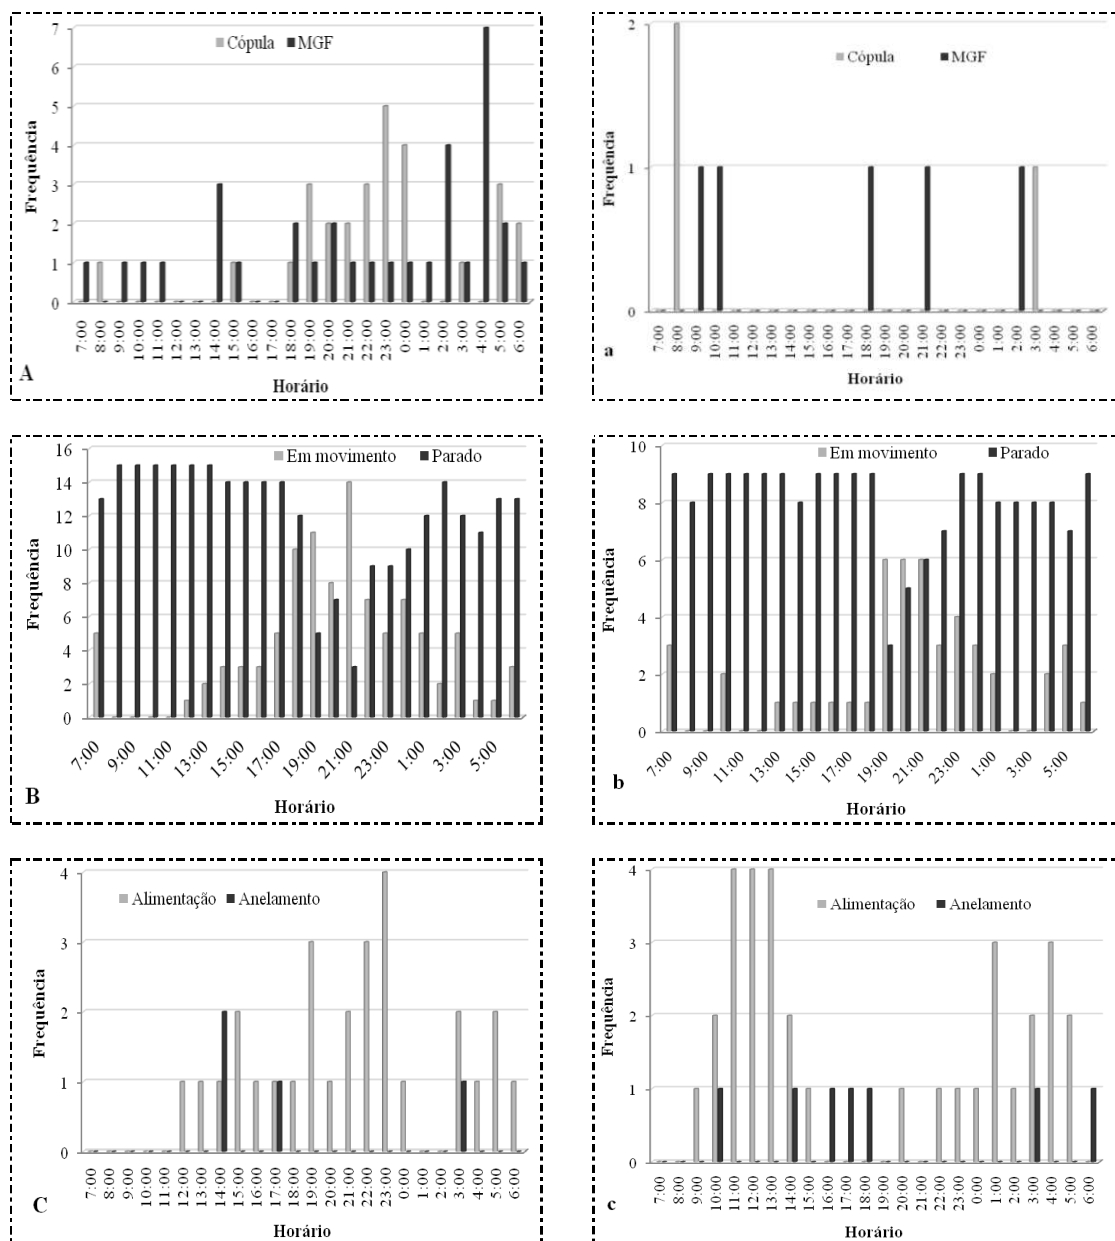 Cópula MGF
Frequência
7
6
5
4
3
2
1
0
7:00 8:00 9:00 10:00 11:00 12:00 13:00 14:00 15:00 16:00 17:00 18:00 19:00 20:00 21:00 22:00 23:00 0:00 1:00 2:00 3:00 4:00 5:00 6:00
A
Horário
Cópula MGF
Frequência
2
1
0
7:00 8:00 9:00 10:00 11:00 12:00 13:00 14:00 15:00 16:00 17:00 18:00 19:00 20:00 21:00 22:00 23:00 0:00 1:00 2:00 3:00 4:00 5:00 6:00
a
Horário
Em movimento Parado
Frequência
16
14
12
10
8
6
4
2
0
7:00 9:00 11:00 13:00 15:00 17:00 19:00 21:00 23:00 1:00 3:00 5:00
B
Horário
Em movimento Parado
Frequência
10
8
6
4
2
0
7:00 9:00 11:00 13:00 15:00 17:00 19:00 21:00 23:00 1:00 3:00 5:00
b
Horário
Alimentação Anelamento
Frequência
4
3
2
1
0
7:00 8:00 9:00 10:00 11:00 12:00 13:00 14:00 15:00 16:00 17:00 18:00 19:00 20:00 21:00 22:00 23:00 0:00 1:00 2:00 3:00 4:00 5:00 6:00
C
Horário
Alimentação Anelamento
Frequência
4
3
2
1
0
7:00 8:00 9:00 10:00 11:00 12:00 13:00 14:00 15:00 16:00 17:00 18:00 19:00 20:00 21:00 22:00 23:00 0:00 1:00 2:00 3:00 4:00 5:00 6:00
c
Horário